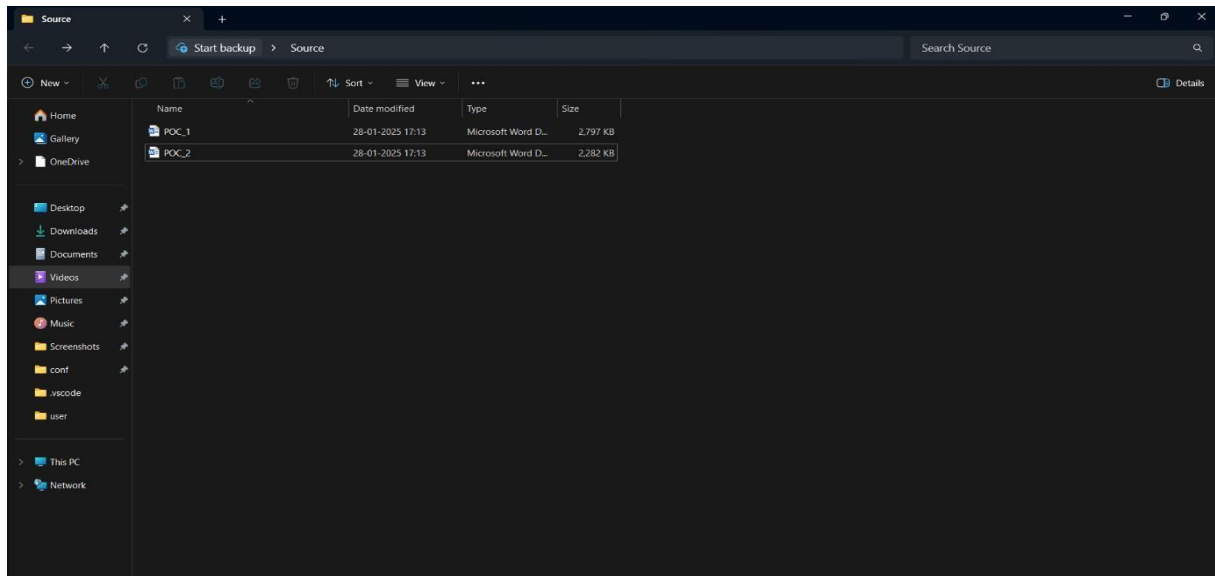 Source
Start backup > Source
Search Source
New
Sort
View
Details
Name Date modified Type Size
POC_1 28-01-2025 17:13 Microsoft Word D... 2,797 KB
POC_2 28-01-2025 17:13 Microsoft Word D... 2,282 KB
Home
Gallery
OneDrive
Desktop
Downloads
Documents
Videos
Pictures
Music
Screenshots
conf
.vscode
user
This PC
Network